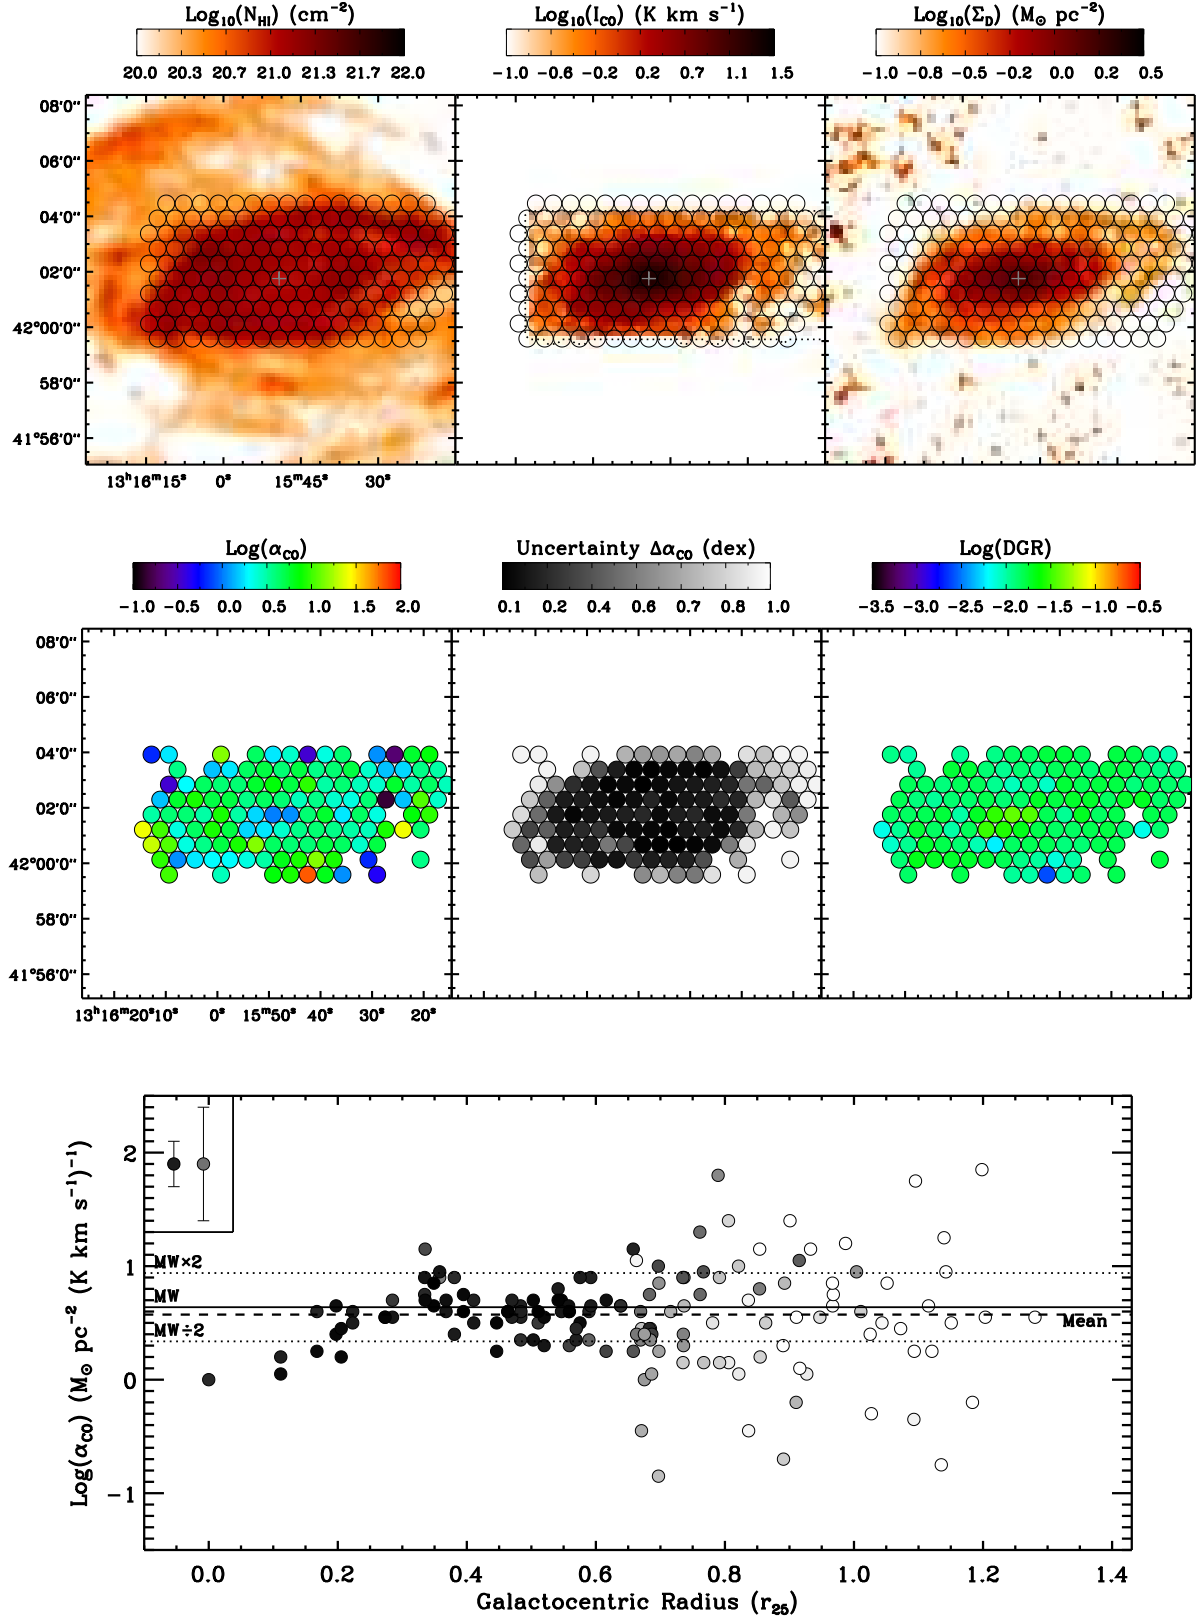 Log₁₀(N_HI) (cm⁻²) Log₁₀(I_CO) (K km s⁻¹) Log₁₀(Σ_D) (M⊙ pc⁻²)
20.0 20.3 20.7 21.0 21.3 21.7 22.0 −1.0 −0.6 −0.2 0.2 0.7 1.1 1.5 −1.0 −0.8 −0.5 −0.2 0.0 0.2 0.5
08'0"
06'0"
04'0"
02'0"
42°00'0"
58'0"
41°56'0"
13ʰ16ᵐ15ˢ 0ˢ 15ᵐ45ˢ 30ˢ
Log(α_CO) Uncertainty Δα_CO (dex) Log(DGR)
−1.0 −0.5 0.0 0.5 1.0 1.5 2.0 0.1 0.2 0.4 0.6 0.7 0.8 1.0 −3.5 −3.0 −2.5 −2.0 −1.5 −1.0 −0.5
08'0"
06'0"
04'0"
02'0"
42°00'0"
58'0"
41°56'0"
13ʰ16ᵐ20ˢ10ˢ 0ˢ 15ᵐ50ˢ 40ˢ 30ˢ 20ˢ
Log(α_CO) (M⊙ pc⁻² (K km s⁻¹)⁻¹)
2
1
0
−1
MW×2
MW
MW÷2
Mean
0.0 0.2 0.4 0.6 0.8 1.0 1.2 1.4
Galactocentric Radius (r₂₅)